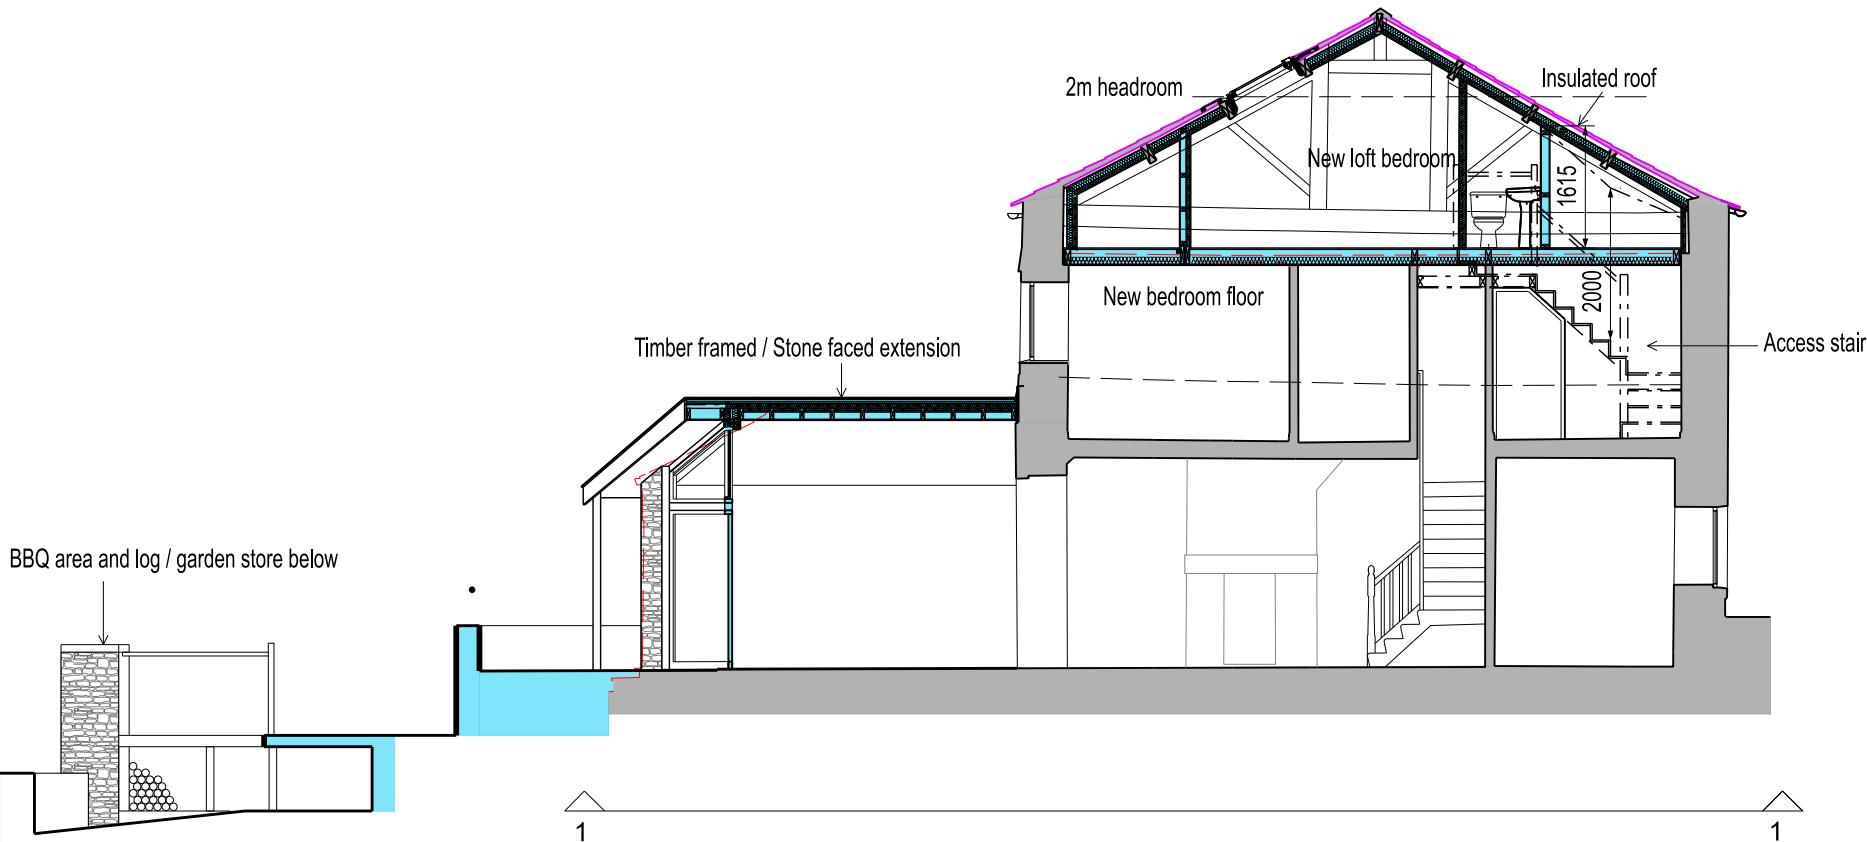 2m headroom
Insulated roof
New loft bedroom
1615
New bedroom floor
2000
Timber framed / Stone faced extension
Access stair
BBQ area and log / garden store below
1
1